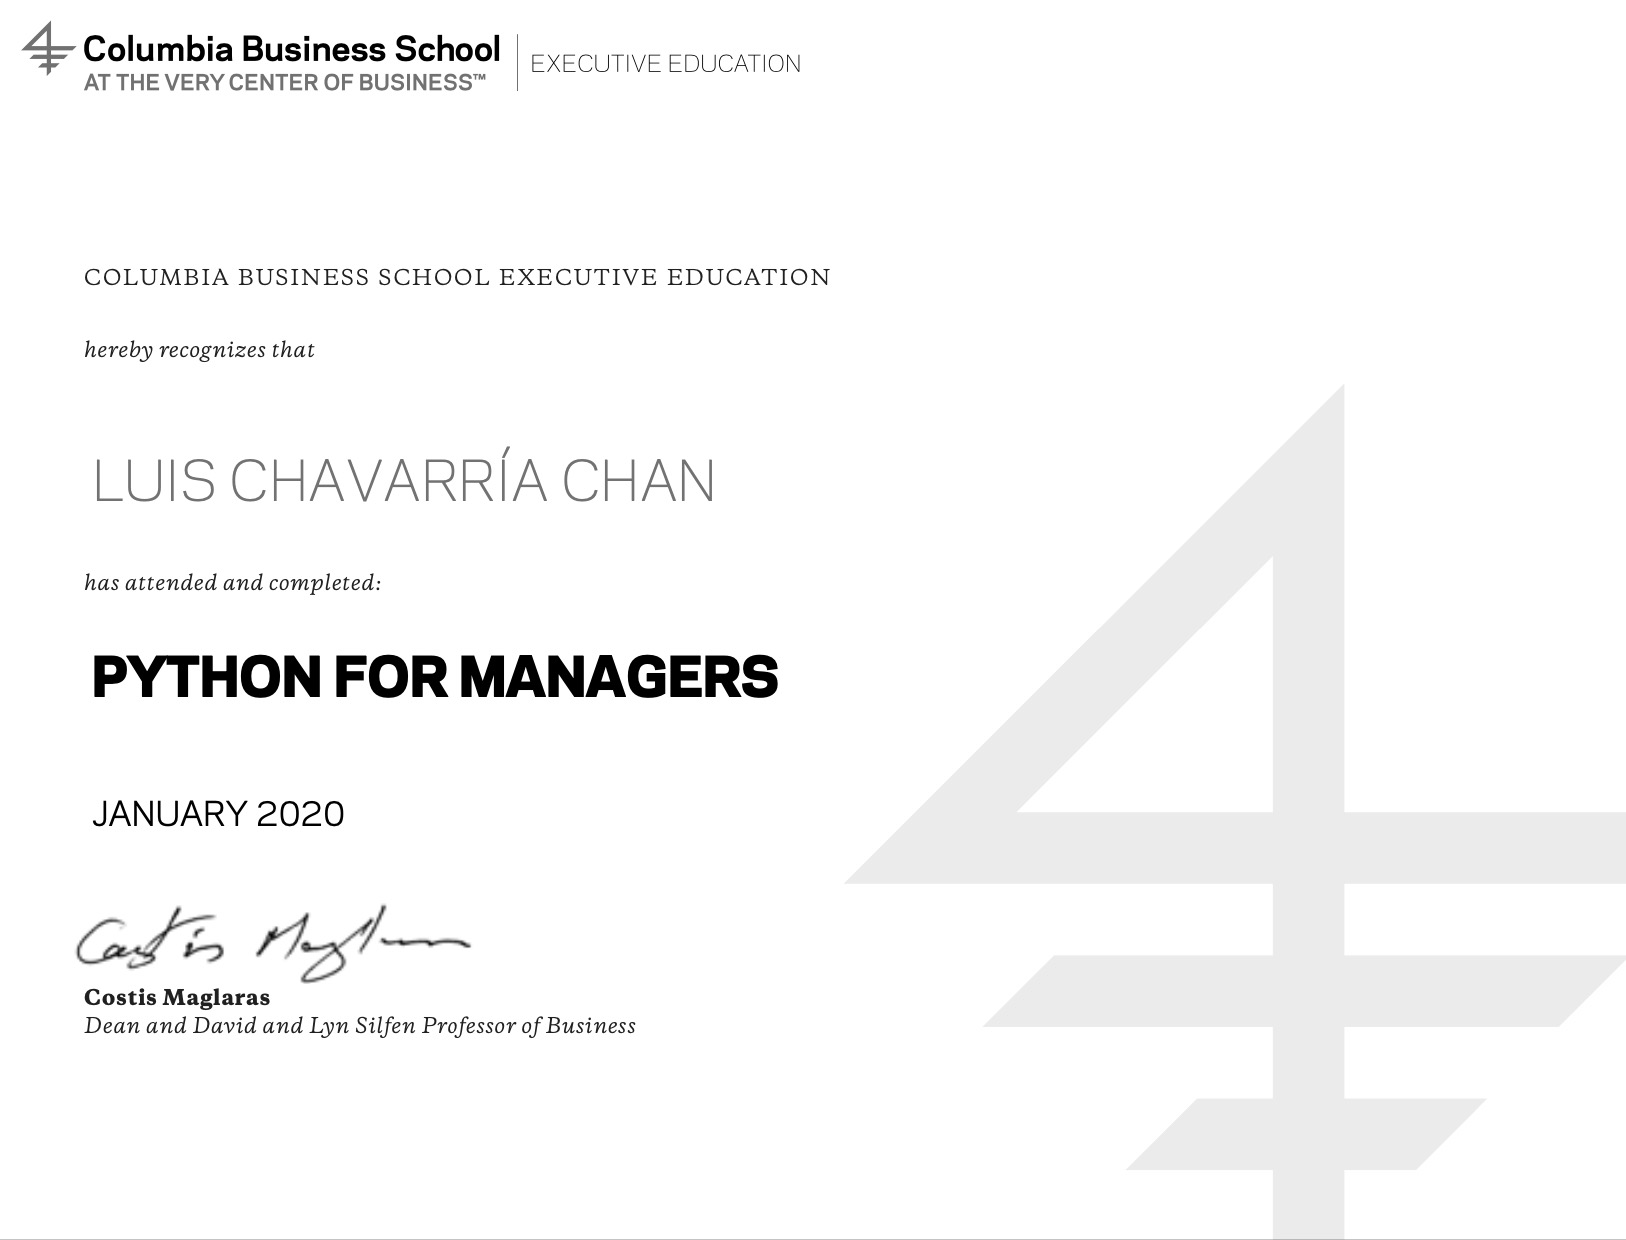 Columbia Business School
AT THE VERY CENTER OF BUSINESS™
EXECUTIVE EDUCATION
COLUMBIA BUSINESS SCHOOL EXECUTIVE EDUCATION
hereby recognizes that
LUIS CHAVARRÍA CHAN
has attended and completed:
PYTHON FOR MANAGERS
JANUARY 2020
Costis Maglaras
Costis Maglaras
Dean and David and Lyn Silfen Professor of Business